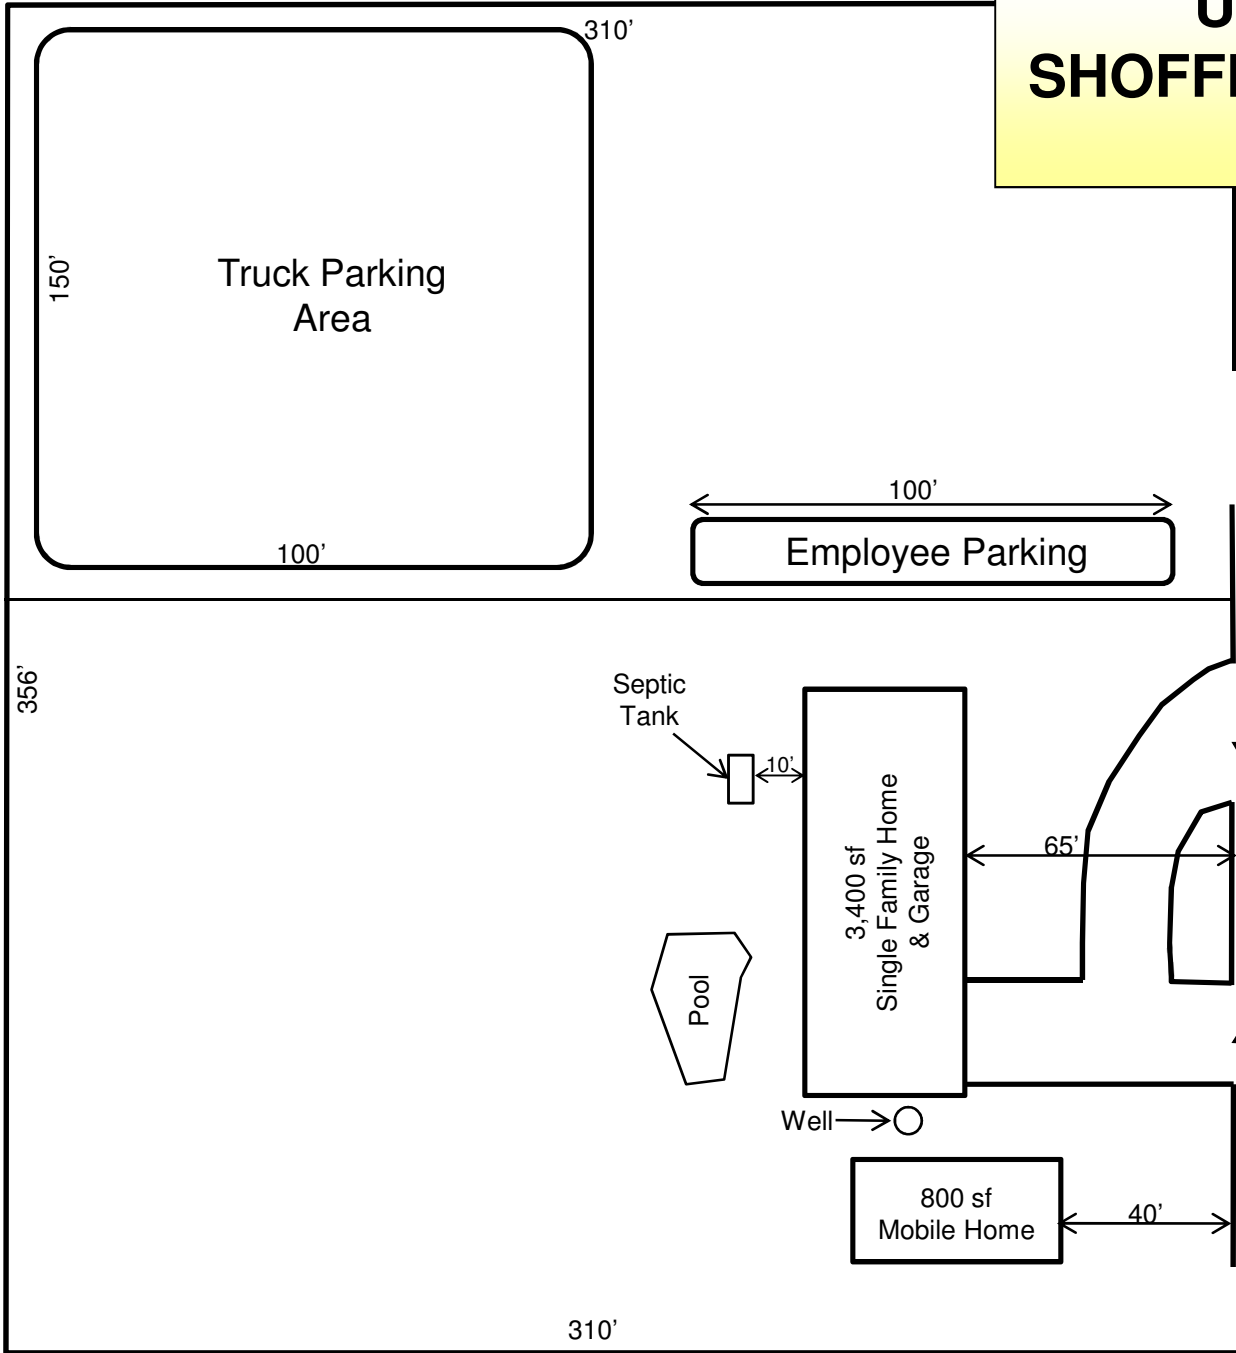 310’
150’
Truck Parking
Area
100’
100’
Employee Parking
356’
Septic
Tank
10’
3,400 sf
Single Family Home
& Garage
65’
Pool
Well
800 sf
Mobile Home
40’
310’